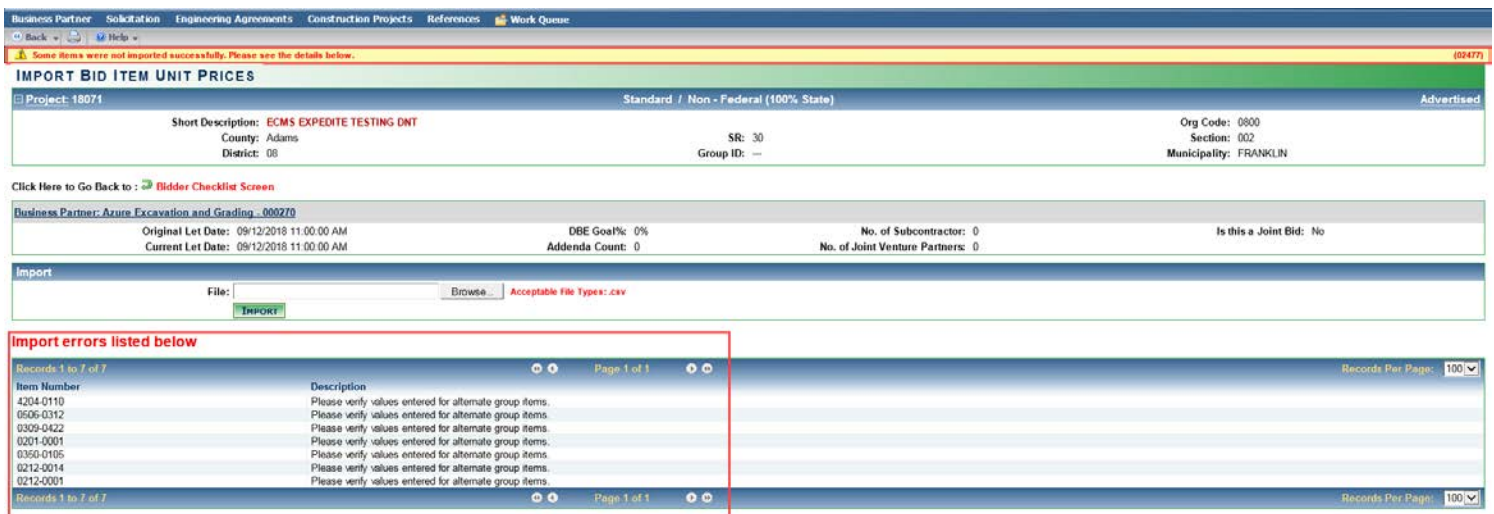 Business Partner Solicitation Engineering Agreements Construction Projects References Work Queue
Back Help
Some items were not imported successfully. Please see the details below. (02477)
IMPORT BID ITEM UNIT PRICES
Project: 18071 Standard / Non - Federal (100% State) Advertised
Short Description: ECMS EXPEDITE TESTING DNT Org Code: 0800
County: Adams SR: 30 Section: 002
District: 08 Group ID: --- Municipality: FRANKLIN
Click Here to Go Back to : Bidder Checklist Screen
Business Partner: Azure Excavation and Grading - 000270
Original Let Date: 09/12/2018 11:00:00 AM DBE Goal%: 0% No. of Subcontractor: 0 Is this a Joint Bid: No
Current Let Date: 09/12/2018 11:00:00 AM Addenda Count: 0 No. of Joint Venture Partners: 0
Import
File: Browse... Acceptable File Types: .csv
IMPORT
Import errors listed below
Records 1 to 7 of 7 Page 1 of 1 Records Per Page: 100
Item Number Description
4204-0110 Please verify values entered for alternate group items.
0506-0312 Please verify values entered for alternate group items.
0309-0422 Please verify values entered for alternate group items.
0201-0001 Please verify values entered for alternate group items.
0350-0105 Please verify values entered for alternate group items.
0212-0014 Please verify values entered for alternate group items.
0212-0001 Please verify values entered for alternate group items.
Records 1 to 7 of 7 Page 1 of 1 Records Per Page: 100